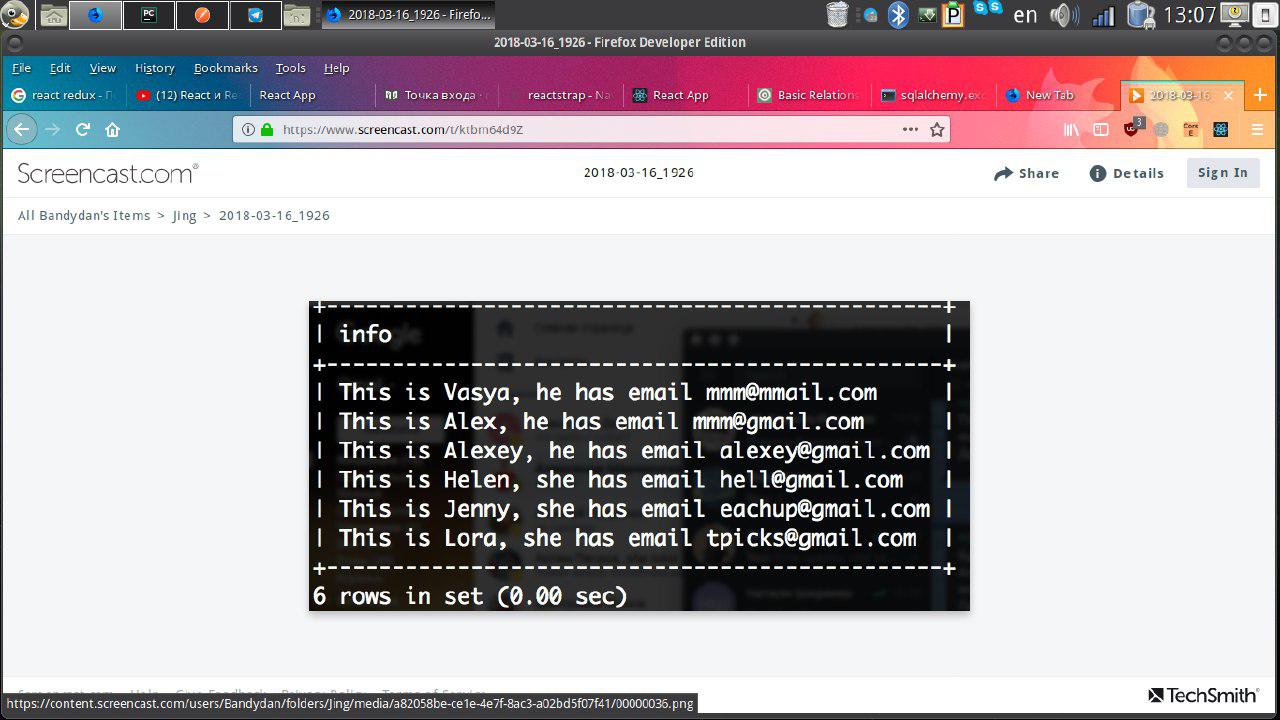 2018-03-16_1926 - Firefo...
en
13:07
2018-03-16_1926 - Firefox Developer Edition
File Edit View History Bookmarks Tools Help
react redux - П
(12) React и Re
React App
Точка входа ·
reactstrap - Na
React App
Basic Relations
sqlalchemy.exc
New Tab
2018-03-16
https://www.screencast.com/t/ktbm64d9Z
3
Screencast.com®
2018-03-16_1926
Share
Details
Sign In
All Bandydan's Items > Jing > 2018-03-16_1926
+-----------------------------------------------+
| info |
+-----------------------------------------------+
| This is Vasya, he has email mmm@mmail.com |
| This is Alex, he has email mmm@gmail.com |
| This is Alexey, he has email alexey@gmail.com |
| This is Helen, she has email hell@gmail.com |
| This is Jenny, she has email eachup@gmail.com |
| This is Lora, she has email tpicks@gmail.com |
+-----------------------------------------------+
6 rows in set (0.00 sec)
https://content.screencast.com/users/Bandydan/folders/Jing/media/a82058be-ce1e-4e7f-8ac3-a02bd5f07f41/00000036.png
TechSmith®